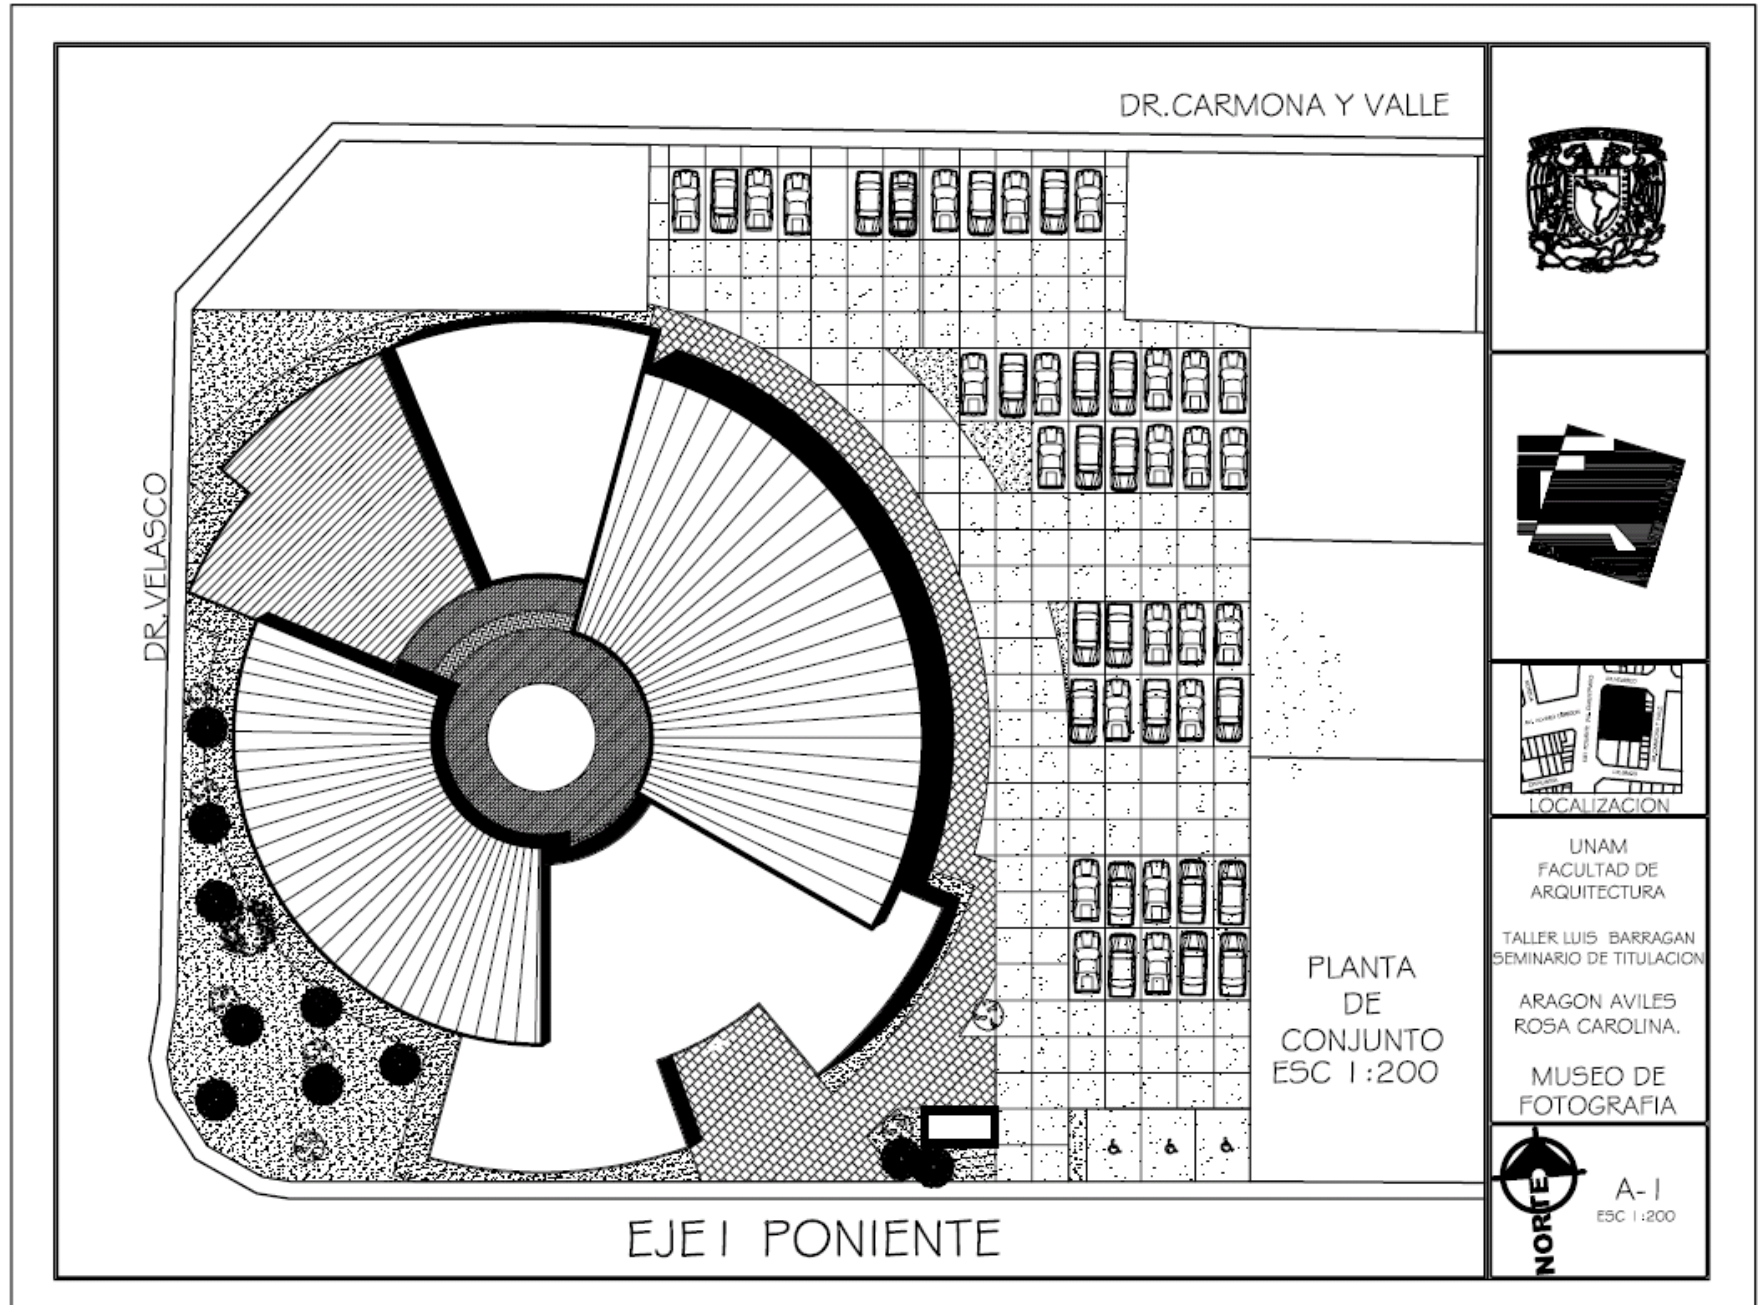 DR.CARMONA Y VALLE
DR. VELASCO
EJE I PONIENTE
PLANTA
DE
CONJUNTO
ESC 1:200
LOCALIZACION
UNAM
FACULTAD DE
ARQUITECTURA
TALLER LUIS BARRAGAN
SEMINARIO DE TITULACION
ARAGON AVILES
ROSA CAROLINA.
MUSEO DE
FOTOGRAFIA
NORTE
A-1
ESC 1:200